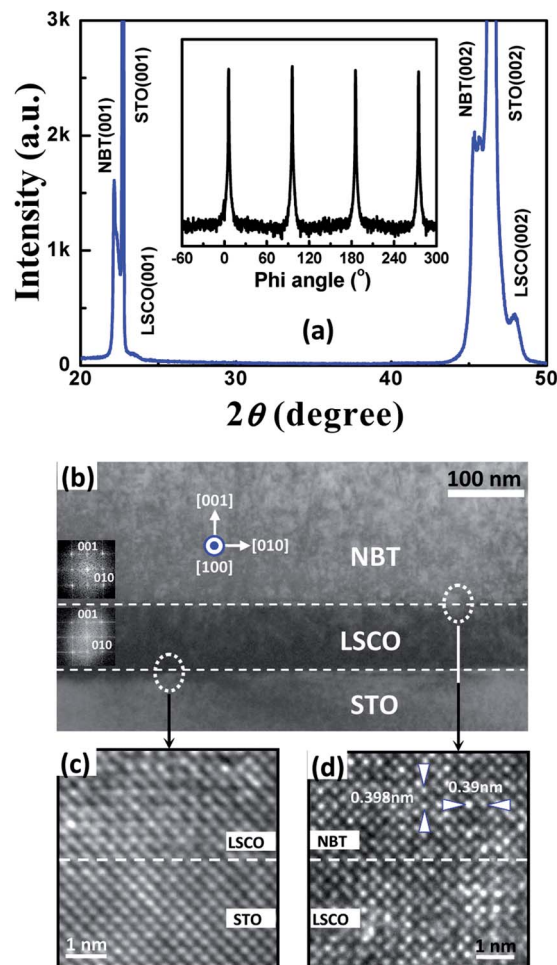 3k
2k
1k
0
Intensity (a.u.)
NBT(001)
STO(001)
LSCO(001)
NBT(002)
STO(002)
LSCO(002)
-60 0 60 120 180 240 300
Phi angle (°)
(a)
20 30 40 50
2θ (degree)
(b)
100 nm
[001]
[010]
[100]
001
010
NBT
001
010
LSCO
STO
(c)
LSCO
STO
1 nm
(d)
0.398nm
0.39nm
NBT
LSCO
1 nm